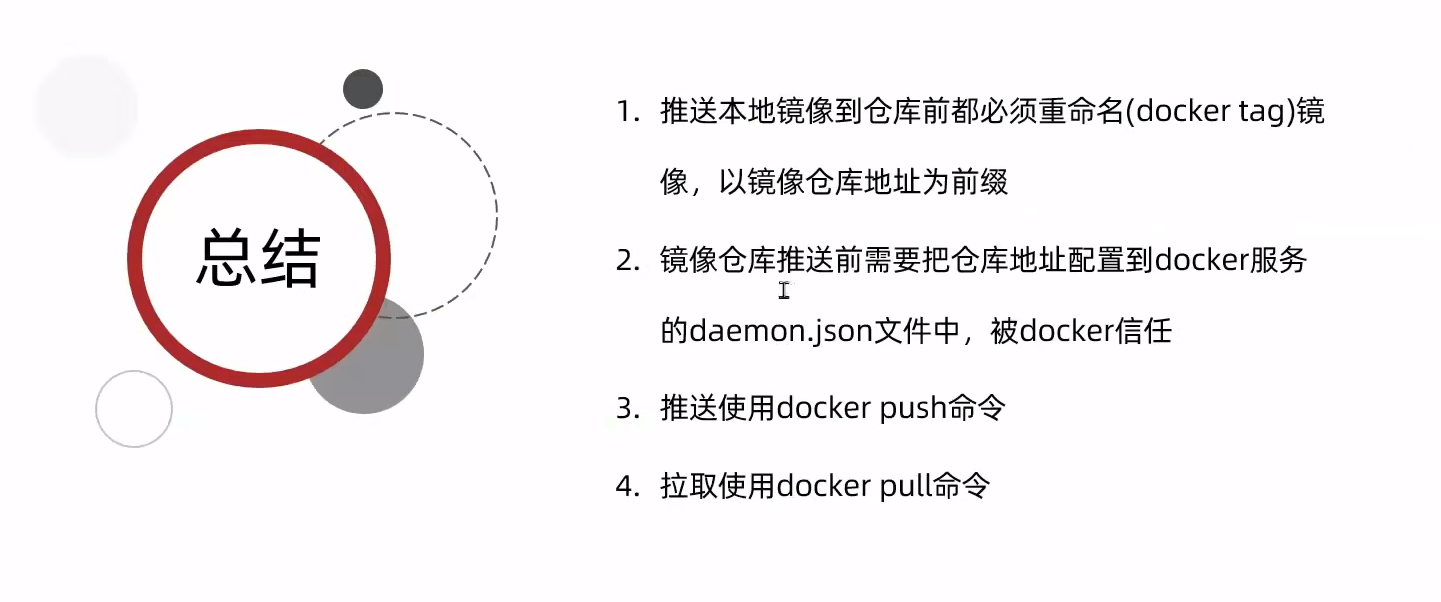 总结
1. 推送本地镜像到仓库前都必须重命名(docker tag)镜
像，以镜像仓库地址为前缀
2. 镜像仓库推送前需要把仓库地址配置到docker服务
的daemon.json文件中，被docker信任
3. 推送使用docker push命令
4. 拉取使用docker pull命令